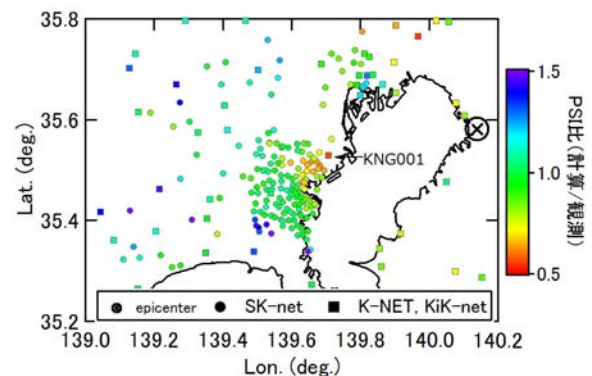 35.8
35.6
35.4
35.2
Lat. (deg.)
KNG001
epicenter SK-net K-NET, KiK-net
139.0 139.2 139.4 139.6 139.8 140.0 140.2
Lon. (deg.)
1.5
1.0
0.5
PSI比(計算/観測)